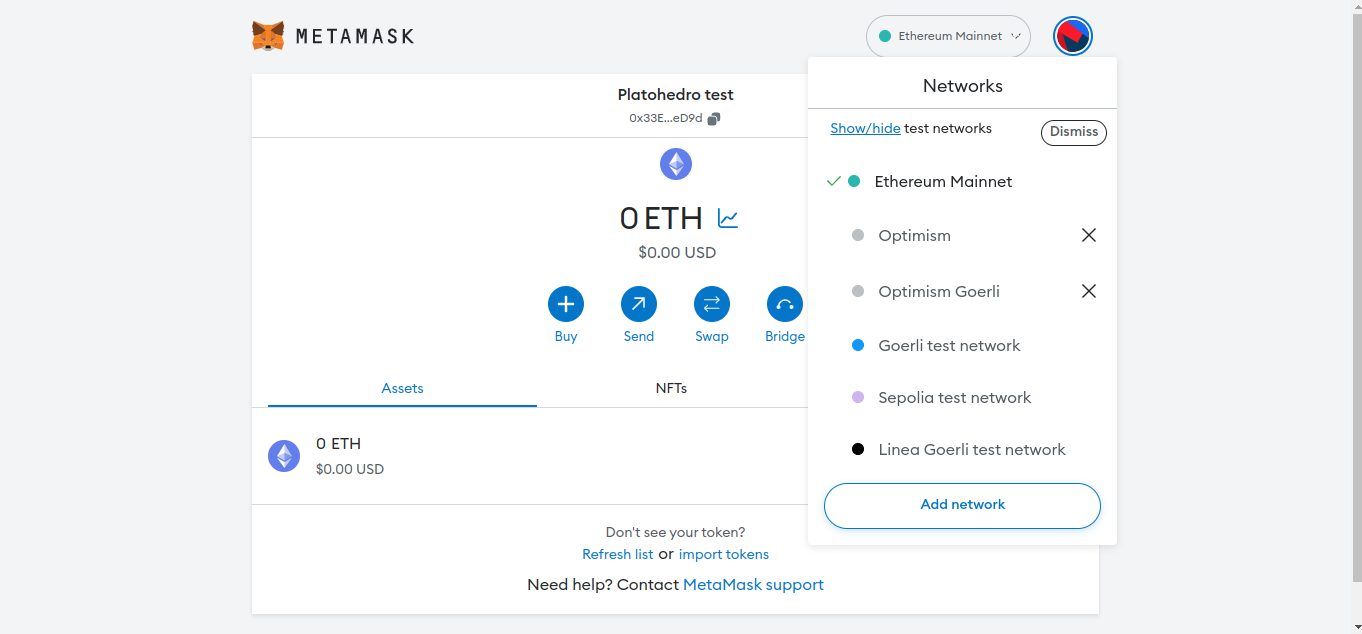 METAMASK
Ethereum Mainnet
Platohedro test
0x33E...eD9d
0 ETH
$0.00 USD
Buy
Send
Swap
Bridge
Assets
NFTs
0 ETH
$0.00 USD
Don't see your token?
Refresh list or import tokens
Need help? Contact MetaMask support
Networks
Show/hide test networks
Dismiss
Ethereum Mainnet
Optimism
Optimism Goerli
Goerli test network
Sepolia test network
Linea Goerli test network
Add network